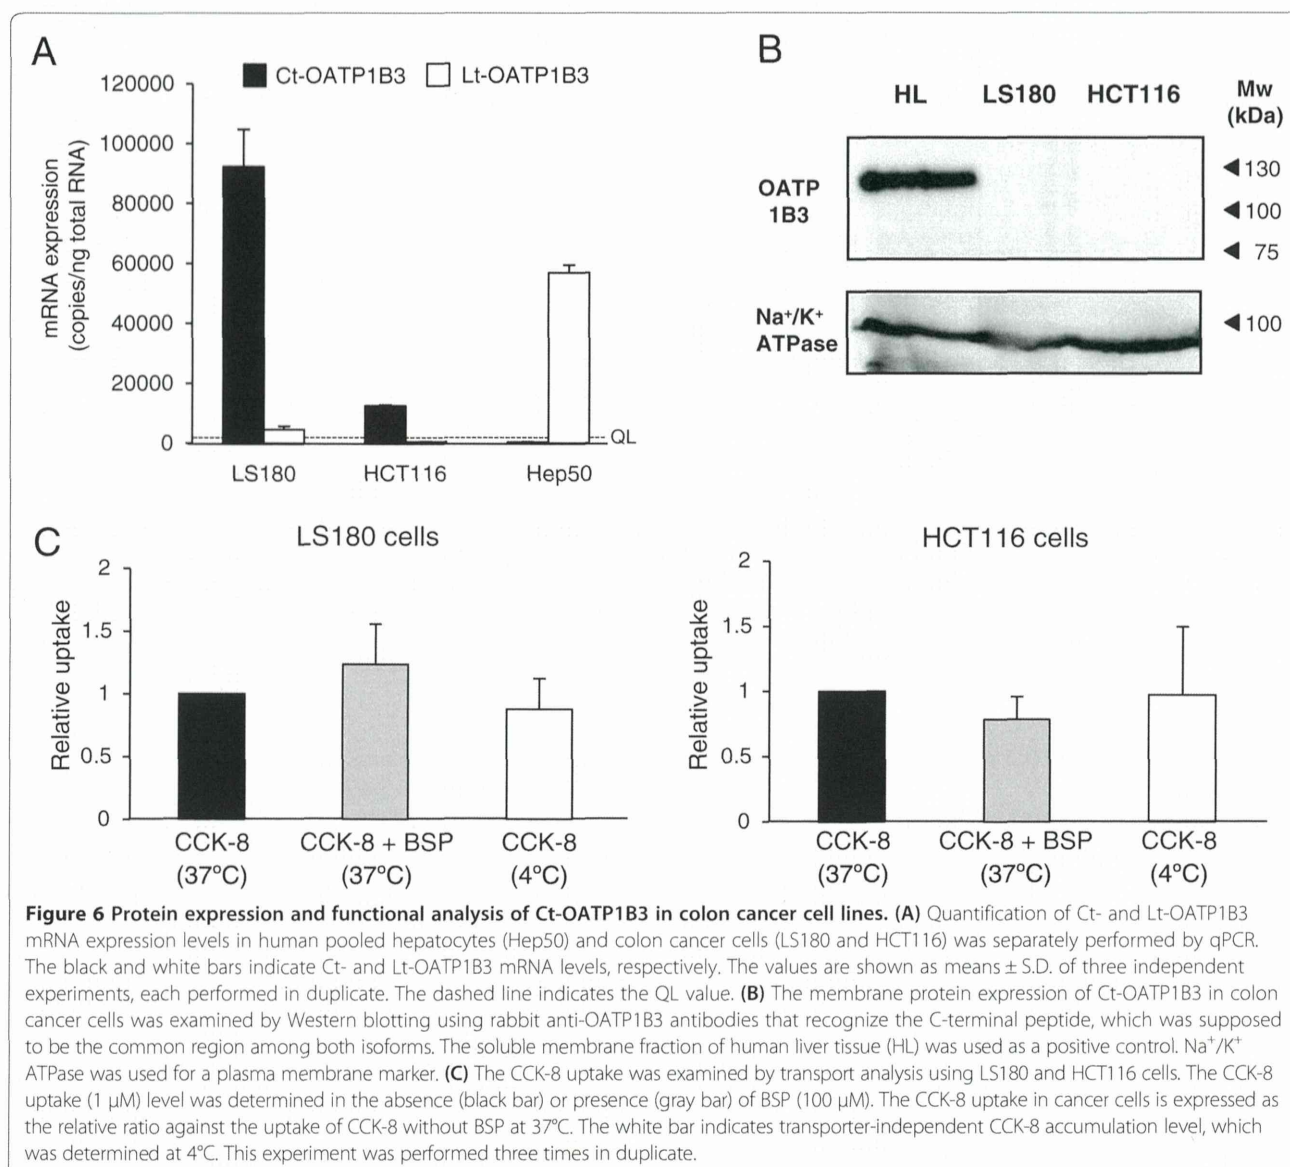 A
Ct-OATP1B3 Lt-OATP1B3
mRNA expression
(copies/ng total RNA)
120000
100000
80000
60000
40000
20000
0
QL
LS180 HCT116 Hep50
B
HL LS180 HCT116 Mw
(kDa)
OATP
1B3
130
100
75
Na⁺/K⁺
ATPase
100
C
LS180 cells
Relative uptake
2
1.5
1
0.5
0
CCK-8 CCK-8 + BSP CCK-8
(37ºC) (37ºC) (4ºC)
HCT116 cells
Relative uptake
2
1.5
1
0.5
0
CCK-8 CCK-8 + BSP CCK-8
(37ºC) (37ºC) (4ºC)
Figure 6 Protein expression and functional analysis of Ct-OATP1B3 in colon cancer cell lines. (A) Quantification of Ct- and Lt-OATP1B3
mRNA expression levels in human pooled hepatocytes (Hep50) and colon cancer cells (LS180 and HCT116) was separately performed by qPCR.
The black and white bars indicate Ct- and Lt-OATP1B3 mRNA levels, respectively. The values are shown as means ± S.D. of three independent
experiments, each performed in duplicate. The dashed line indicates the QL value. (B) The membrane protein expression of Ct-OATP1B3 in colon
cancer cells was examined by Western blotting using rabbit anti-OATP1B3 antibodies that recognize the C-terminal peptide, which was supposed
to be the common region among both isoforms. The soluble membrane fraction of human liver tissue (HL) was used as a positive control. Na⁺/K⁺
ATPase was used for a plasma membrane marker. (C) The CCK-8 uptake was examined by transport analysis using LS180 and HCT116 cells. The CCK-8
uptake (1 μM) level was determined in the absence (black bar) or presence (gray bar) of BSP (100 μM). The CCK-8 uptake in cancer cells is expressed as
the relative ratio against the uptake of CCK-8 without BSP at 37ºC. The white bar indicates transporter-independent CCK-8 accumulation level, which
was determined at 4ºC. This experiment was performed three times in duplicate.